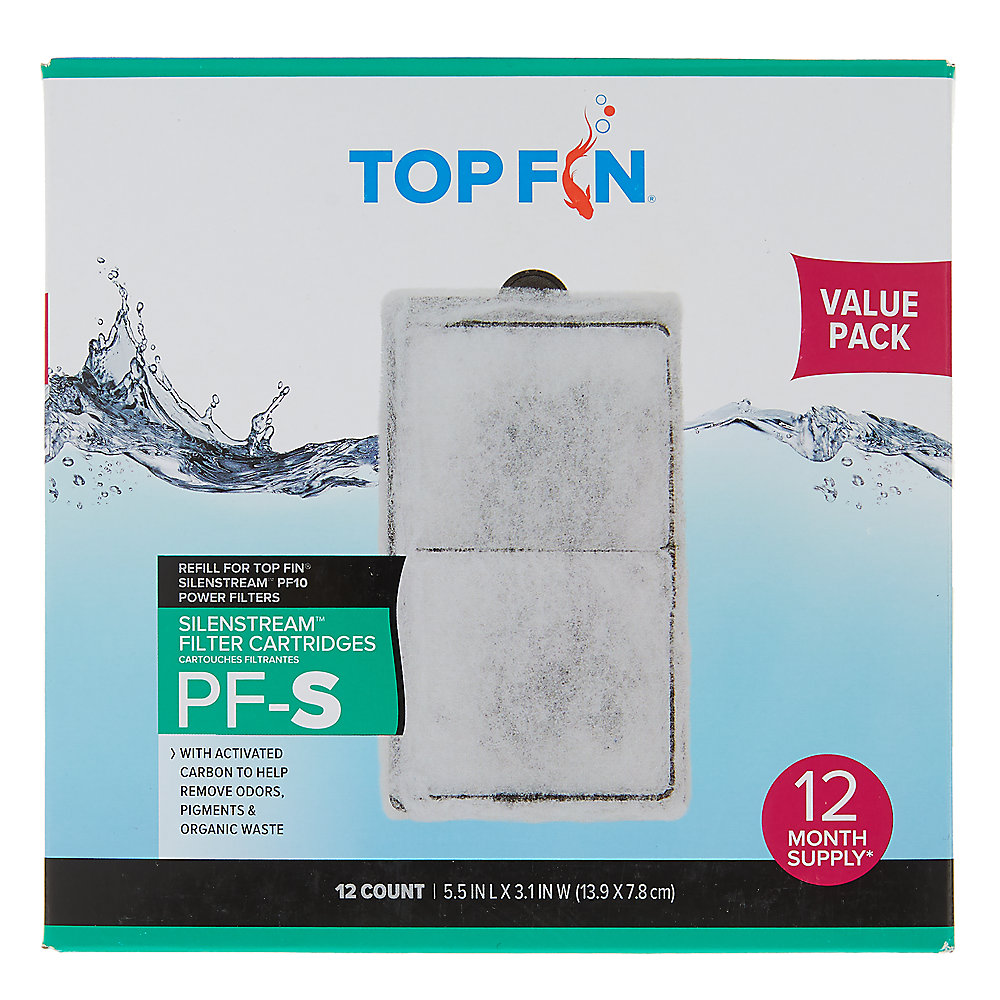 TOP FIN®
VALUE
PACK
REFILL FOR TOP FIN®
SILENSTREAM™ PF10
POWER FILTERS
SILENSTREAM™
FILTER CARTRIDGES
CARTOUCHES FILTRANTES
PF-S
› WITH ACTIVATED
CARBON TO HELP
REMOVE ODORS,
PIGMENTS &
ORGANIC WASTE
12
MONTH
SUPPLY*
12 COUNT | 5.5 IN L X 3.1 IN W (13.9 X 7.8 cm)